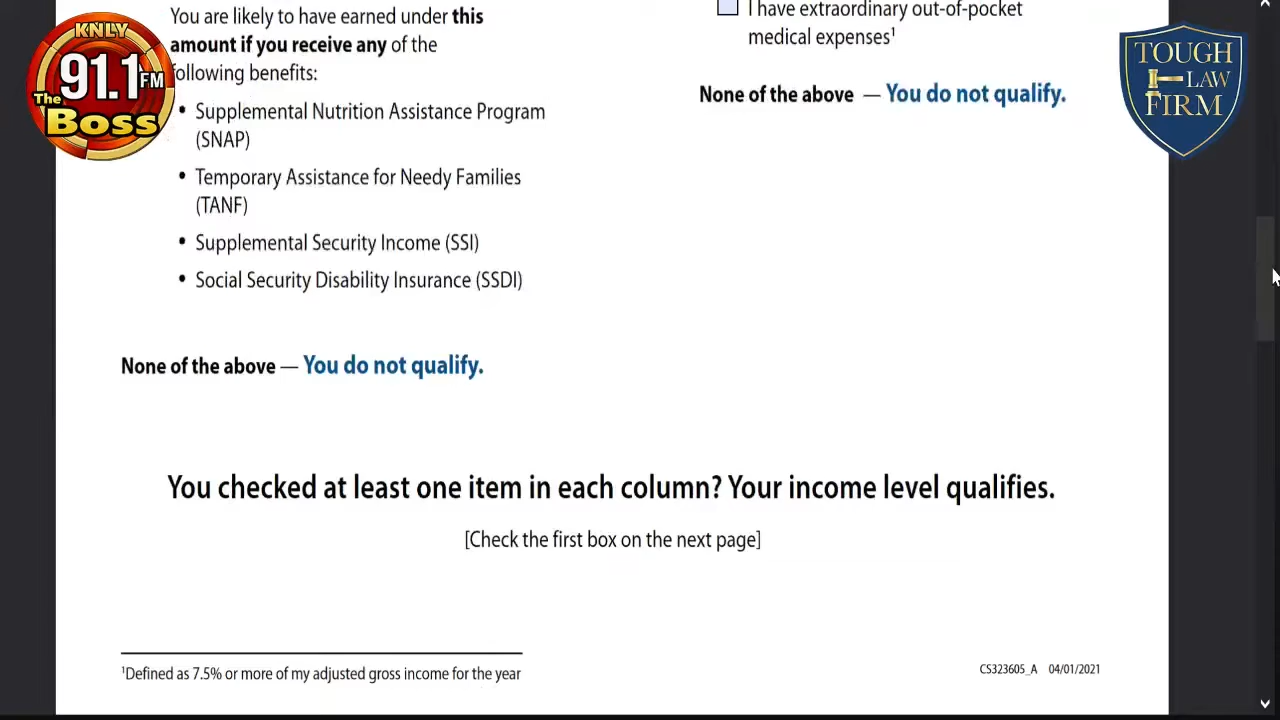 KNLY
91.1 FM
The Boss
You are likely to have earned under this
amount if you receive any of the
following benefits:
• Supplemental Nutrition Assistance Program
(SNAP)
• Temporary Assistance for Needy Families
(TANF)
• Supplemental Security Income (SSI)
• Social Security Disability Insurance (SSDI)
None of the above — You do not qualify.
I have extraordinary out-of-pocket
medical expenses¹
None of the above — You do not qualify.
TOUGH
LAW
FIRM
You checked at least one item in each column? Your income level qualifies.
[Check the first box on the next page]
¹Defined as 7.5% or more of my adjusted gross income for the year
CS323605_A 04/01/2021